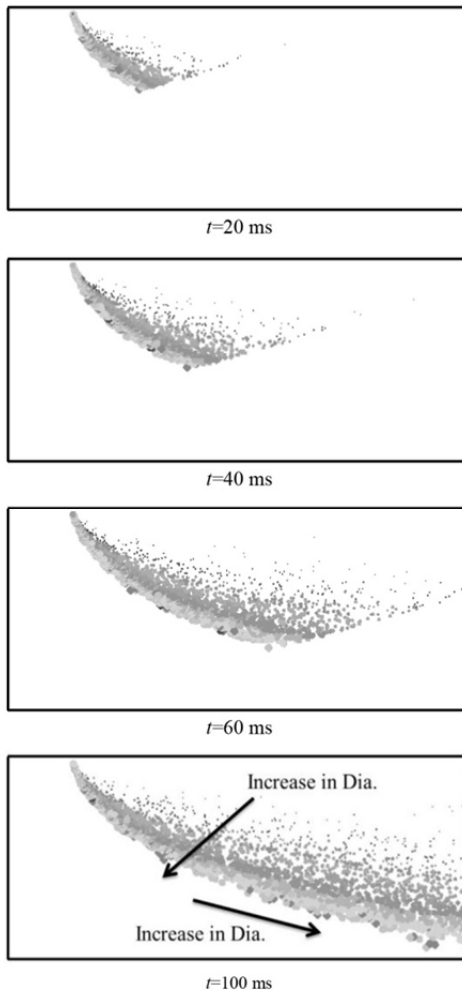 t=20 ms
t=40 ms
t=60 ms
Increase in Dia.
Increase in Dia.
t=100 ms